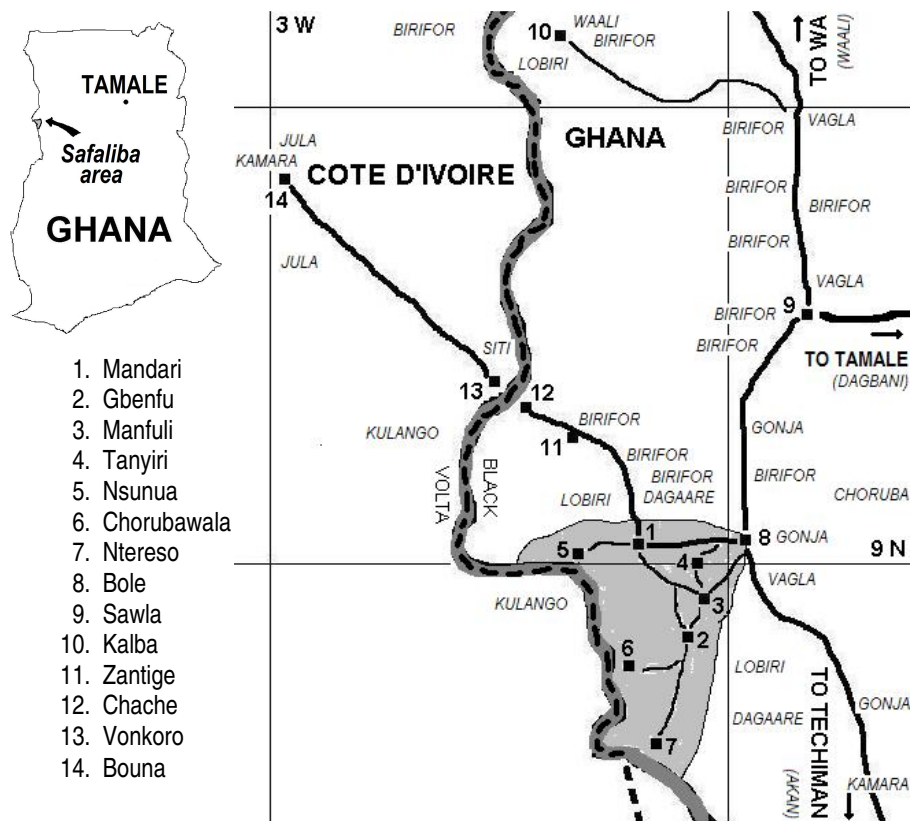 TAMALE
Safaliba
area
GHANA
1. Mandari
2. Gbenfu
3. Manfuli
4. Tanyiri
5. Nsunua
6. Chorubawala
7. Ntereso
8. Bole
9. Sawla
10. Kalba
11. Zantige
12. Chache
13. Vonkoro
14. Bouna
3 W
BIRIFOR
WAALI
10
BIRIFOR
LOBIRI
TO WA
(WAALI)
GHANA
BIRIFOR
VAGLA
JULA
KAMARA
COTE D'IVOIRE
14
BIRIFOR
BIRIFOR
BIRIFOR
JULA
VAGLA
BIRIFOR
9
SITI
BIRIFOR
TO TAMALE
(DAGBANI)
13
12
KULANGO
BIRIFOR
GONJA
11
BIRIFOR
BLACK
VOLTA
BIRIFOR
BIRIFOR
LOBIRI
DAGAARE
CHORUBA
1
8
GONJA
5
4
9 N
VAGLA
KULANGO
3
2
6
LOBIRI
TO TECHIMAN
(AKAN)
GONJA
DAGAARE
7
KAMARA